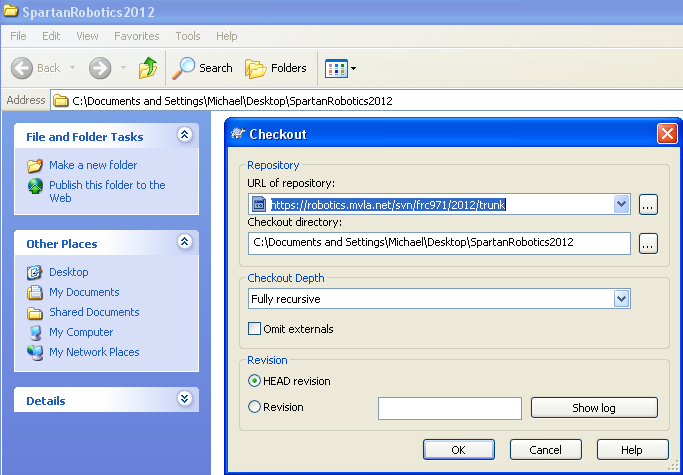 SpartanRobotics2012
File Edit View Favorites Tools Help
Back Search Folders
Address C:\Documents and Settings\Michael\Desktop\SpartanRobotics2012
File and Folder Tasks
Make a new folder
Publish this folder to the
Web
Other Places
Desktop
My Documents
Shared Documents
My Computer
My Network Places
Details
Checkout
Repository
URL of repository:
https://robotics.mvla.net/svn/frc971/2012/trunk
...
Checkout directory:
C:\Documents and Settings\Michael\Desktop\SpartanRobotics2012
...
Checkout Depth
Fully recursive
Omit externals
Revision
HEAD revision
Revision
Show log
OK Cancel Help